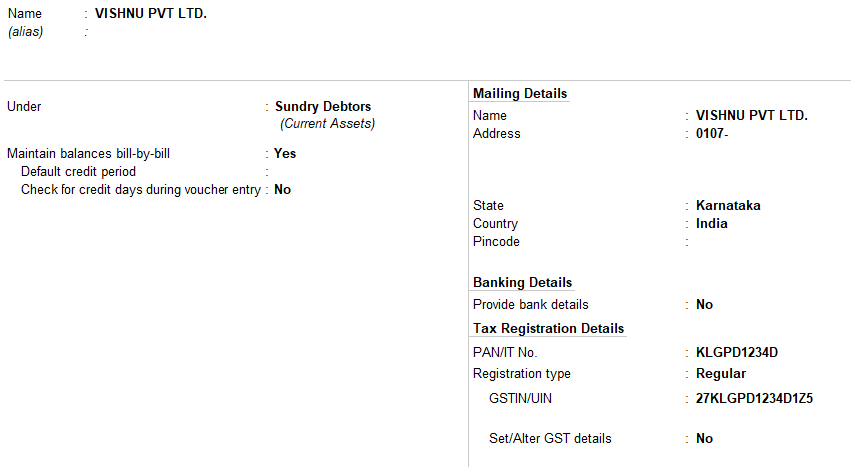 Name : VISHNU PVT LTD.
(alias) :
Under : Sundry Debtors
(Current Assets)
Maintain balances bill-by-bill : Yes
Default credit period :
Check for credit days during voucher entry : No
Mailing Details
Name : VISHNU PVT LTD.
Address : 0107-
State : Karnataka
Country : India
Pincode :
Banking Details
Provide bank details : No
Tax Registration Details
PAN/IT No. : KLGPD1234D
Registration type : Regular
GSTIN/UIN : 27KLGPD1234D1Z5
Set/Alter GST details : No